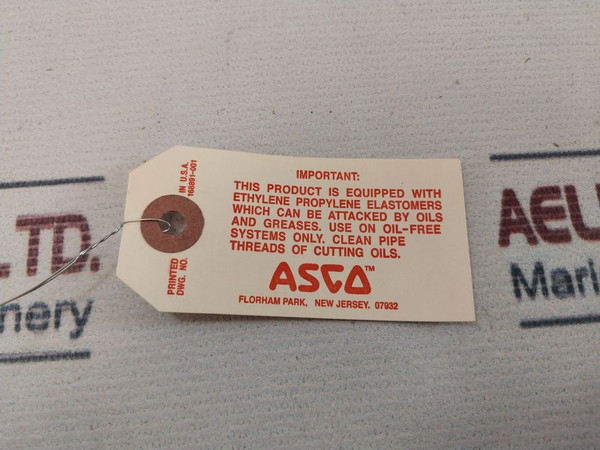 IMPORTANT:
THIS PRODUCT IS EQUIPPED WITH
ETHYLENE PROPYLENE ELASTOMERS
WHICH CAN BE ATTACKED BY OILS
AND GREASES. USE ON OIL-FREE
SYSTEMS ONLY. CLEAN PIPE
THREADS OF CUTTING OILS.
ASCO™
FLORHAM PARK, NEW JERSEY. 07932
PRINTED IN U.S.A.
DWG. NO. 168891-001
LTD.
nery
AEL
Mari